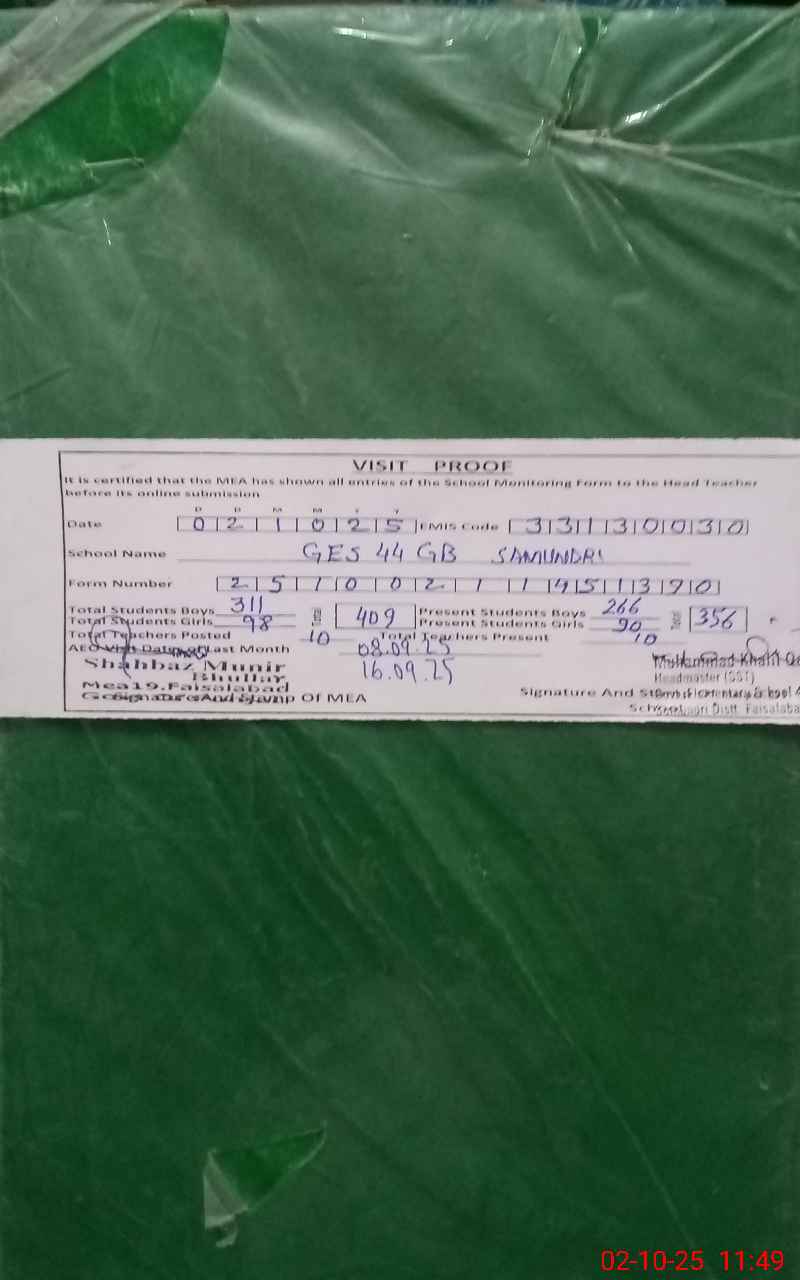 VISIT PROOF
It is certified that the MEA has shown all entries of the School Monitoring Form to the Head Teacher
before its online submission
D D M M Y Y
Date 0 2 1 0 2 5 EMIS Code 3 3 1 3 0 0 3 0
School Name GES 44 GB SAMUNDRI
Form Number 2 5 1 0 0 2 1 1 1 4 5 1 3 7 0
Total Students Boys 311 Total 409 Present Students Boys 266 Total 356
Total Students Girls 98 Present Students Girls 90
Total Teachers Posted 10 Total Teachers Present 10
AEO Visit Dates of Last Month 08.09.25
16.09.25
Shahbaz Munir
Bhullar
Mea19.Faisalabad
Signature And Stamp Of MEA
Muhammad Khalil
Headmaster (SST)
Signature And
Distt. Faisalaba
02-10-25 11:49